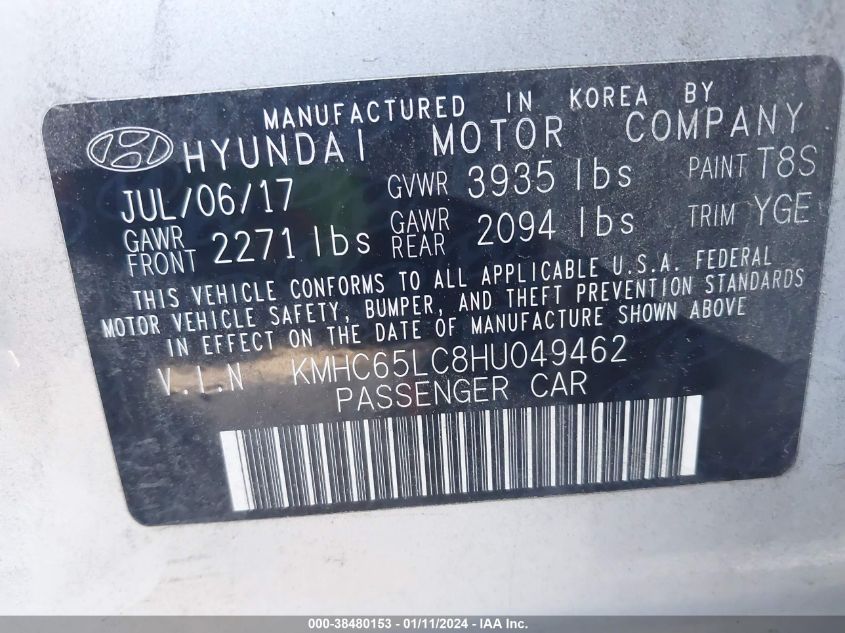 MANUFACTURED IN KOREA BY
HYUNDAI MOTOR COMPANY
JUL/06/17 GVWR 3935 lbs PAINT T8S
GAWR FRONT 2271 lbs GAWR REAR 2094 lbs TRIM YGE
THIS VEHICLE CONFORMS TO ALL APPLICABLE U.S.A. FEDERAL
MOTOR VEHICLE SAFETY, BUMPER, AND THEFT PREVENTION STANDARDS
IN EFFECT ON THE DATE OF MANUFACTURE SHOWN ABOVE
V.I.N KMHC65LC8HU049462
PASSENGER CAR
000-38480153 - 01/11/2024 - IAA Inc.